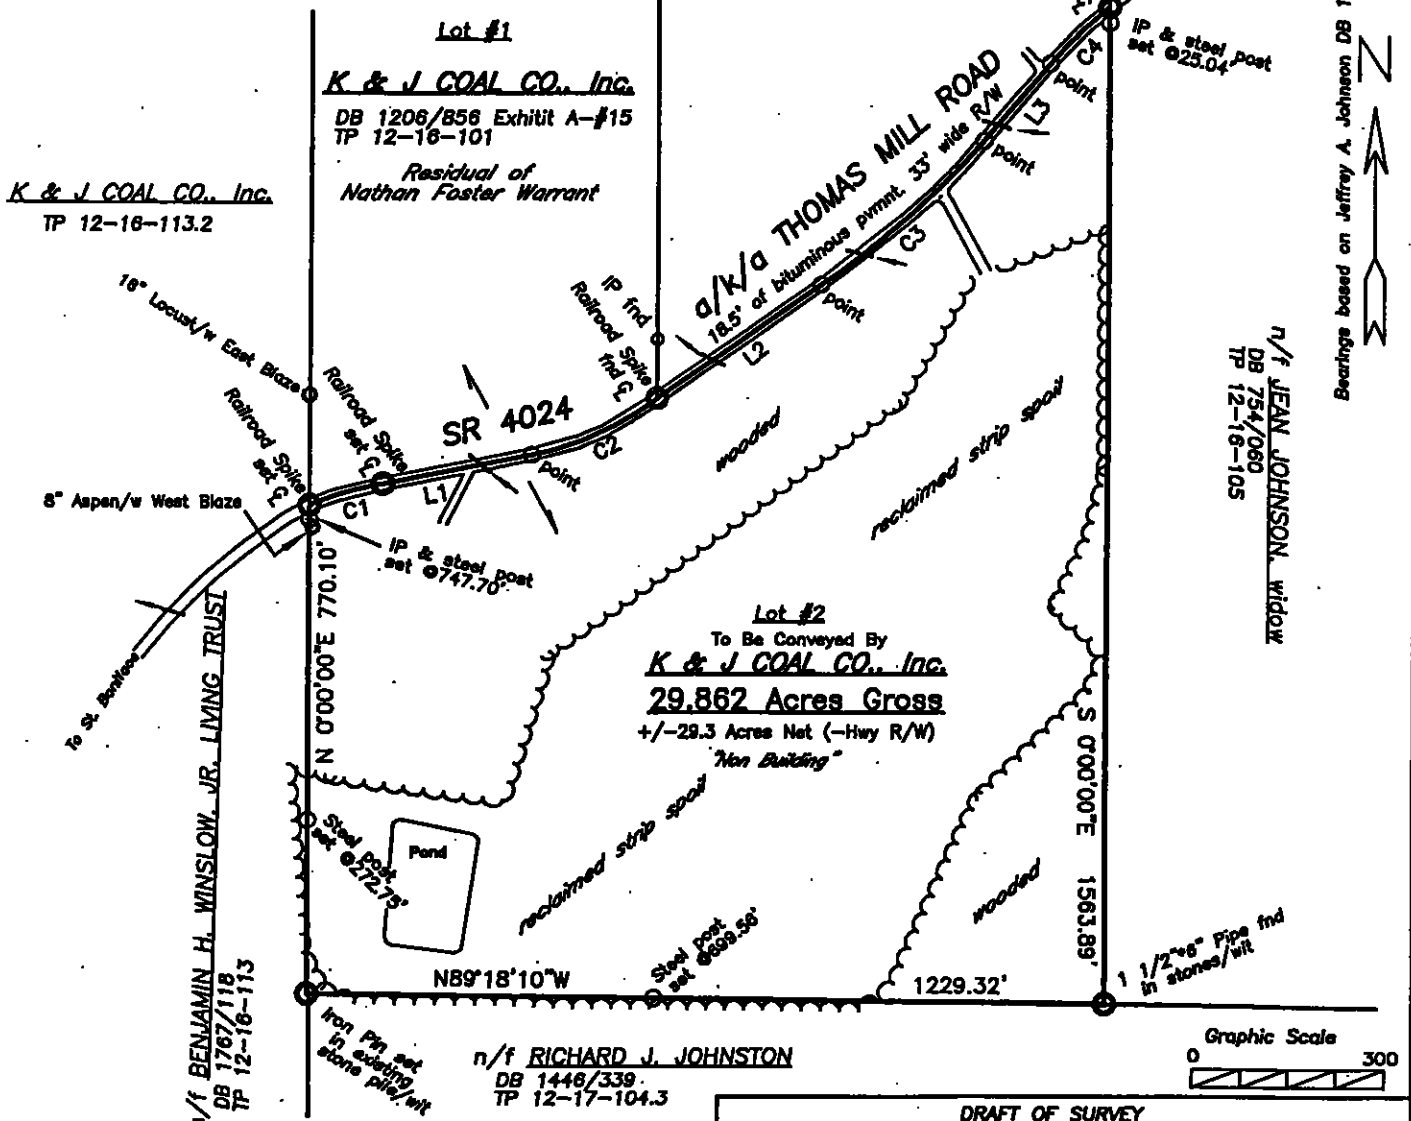 Lot #1
K & J COAL CO., Inc.
DB 1206/856 Exhitit A-#15
TP 12-16-101
Residual of
Nathan Foster Warrant
K & J COAL CO., Inc.
TP 12-16-113.2
18" Locust/w East Blaze
Railroad Spike
set ℄
Railroad Spike
set ℄
8" Aspen/w West Blaze
IP fnd
Railroad Spike
fnd ℄
SR 4024
a/k/a THOMAS MILL ROAD
18.5' of bituminous pvmnt. 33' wide R/W
C1
L1
point
C2
L2
point
C3
point
L3
point
C4
IP & steel post
set @25.04'
N
Bearings based on Jeffrey A. Johnson DB 1
n/f JEAN JOHNSON, widow
DB 754/060
TP 12-16-105
IP & steel post
set @747.70'
To St. Boniface
N 0°00'00"E 770.10'
wooded
reclaimed strip spoil
Lot #2
To Be Conveyed By
K & J COAL CO., Inc.
29.862 Acres Gross
+/-29.3 Acres Net (-Hwy R/W)
"Non Building"
S 0°00'00"E 1563.89'
n/f BENJAMIN H. WINSLOW, JR. LIVING TRUST
DB 1767/118
TP 12-16-113
Steel post
set @272.75'
Pond
reclaimed strip spoil
wooded
Steel post
set @699.56'
N89°18'10"W
1229.32'
1 1/2"*6" Pipe fnd
in stones/wit
Iron Pin set
in existing
stone pile/wit
n/f RICHARD J. JOHNSTON
DB 1446/339
TP 12-17-104.3
Graphic Scale
0 300
DRAFT OF SURVEY